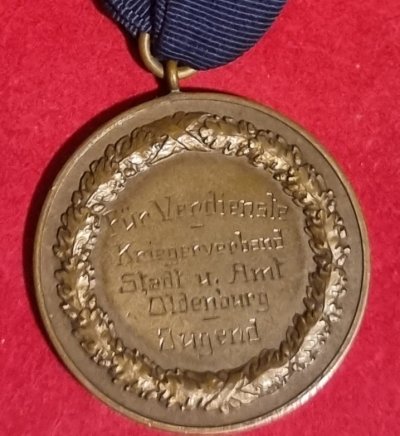 Für Verdienste
Kriegerverband
Stadt u. Amt
Oldenburg
Jugend